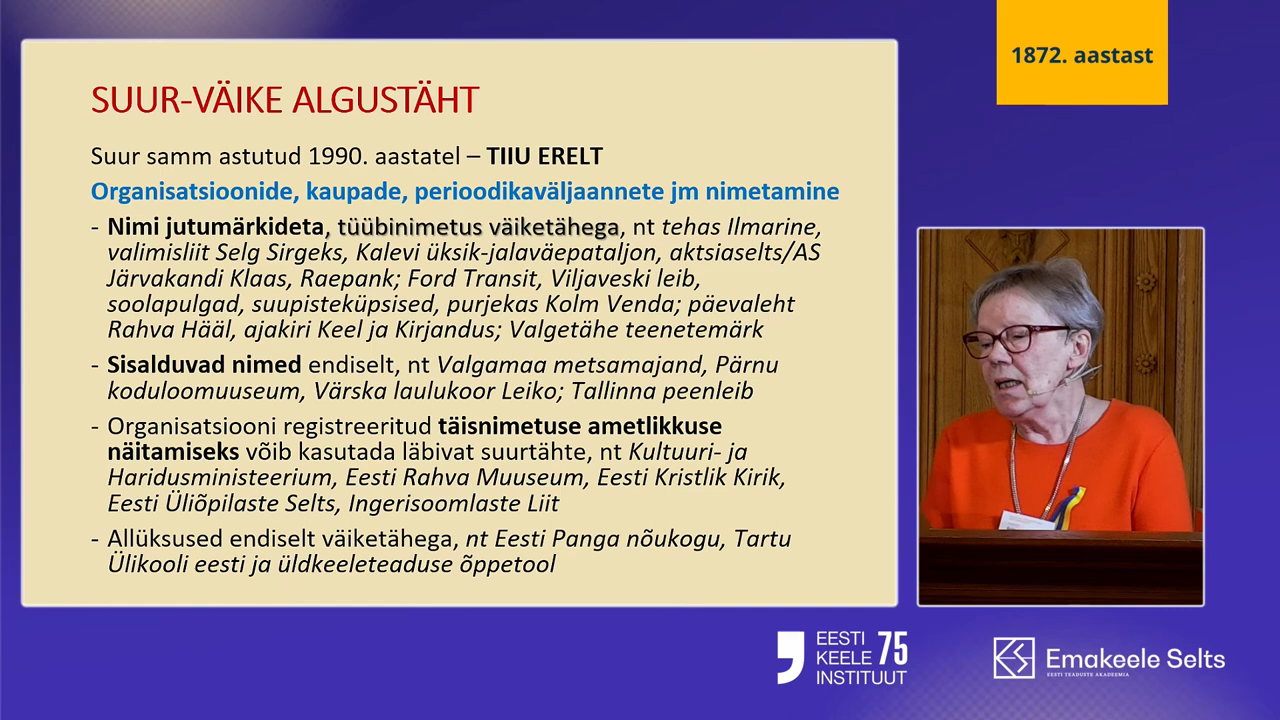 1872. aastast
SUUR-VÄIKE ALGUSTÄHT
Suur samm astutud 1990. aastatel – TIIU ERELT
Organisatsioonide, kaupade, perioodikaväljaannete jm nimetamine
- Nimi jutumärkideta, tüübinimetus väiketähega, nt tehas Ilmarine,
valimisliit Selg Sirgeks, Kalevi üksik-jalaväepataljon, aktsiaselts/AS
Järvakandi Klaas, Raepank; Ford Transit, Viljaveski leib,
soolapulgad, suupisteküpsised, purjekas Kolm Venda; päevaleht
Rahva Hääl, ajakiri Keel ja Kirjandus; Valgetähe teenetemärk
- Sisalduvad nimed endiselt, nt Valgamaa metsamajand, Pärnu
koduloomuuseum, Värska laulukoor Leiko; Tallinna peenleib
- Organisatsiooni registreeritud täisnimetuse ametlikkuse
näitamiseks võib kasutada läbivat suurtähte, nt Kultuuri- ja
Haridusministeerium, Eesti Rahva Muuseum, Eesti Kristlik Kirik,
Eesti Üliõpilaste Selts, Ingerisoomlaste Liit
- Allüksused endiselt väiketähega, nt Eesti Panga nõukogu, Tartu
Ülikooli eesti ja üldkeeleteaduse õppetool
EESTI
KEELE 75
INSTITUUT
Emakeele Selts
EESTI TEADUSTE AKADEEMIA